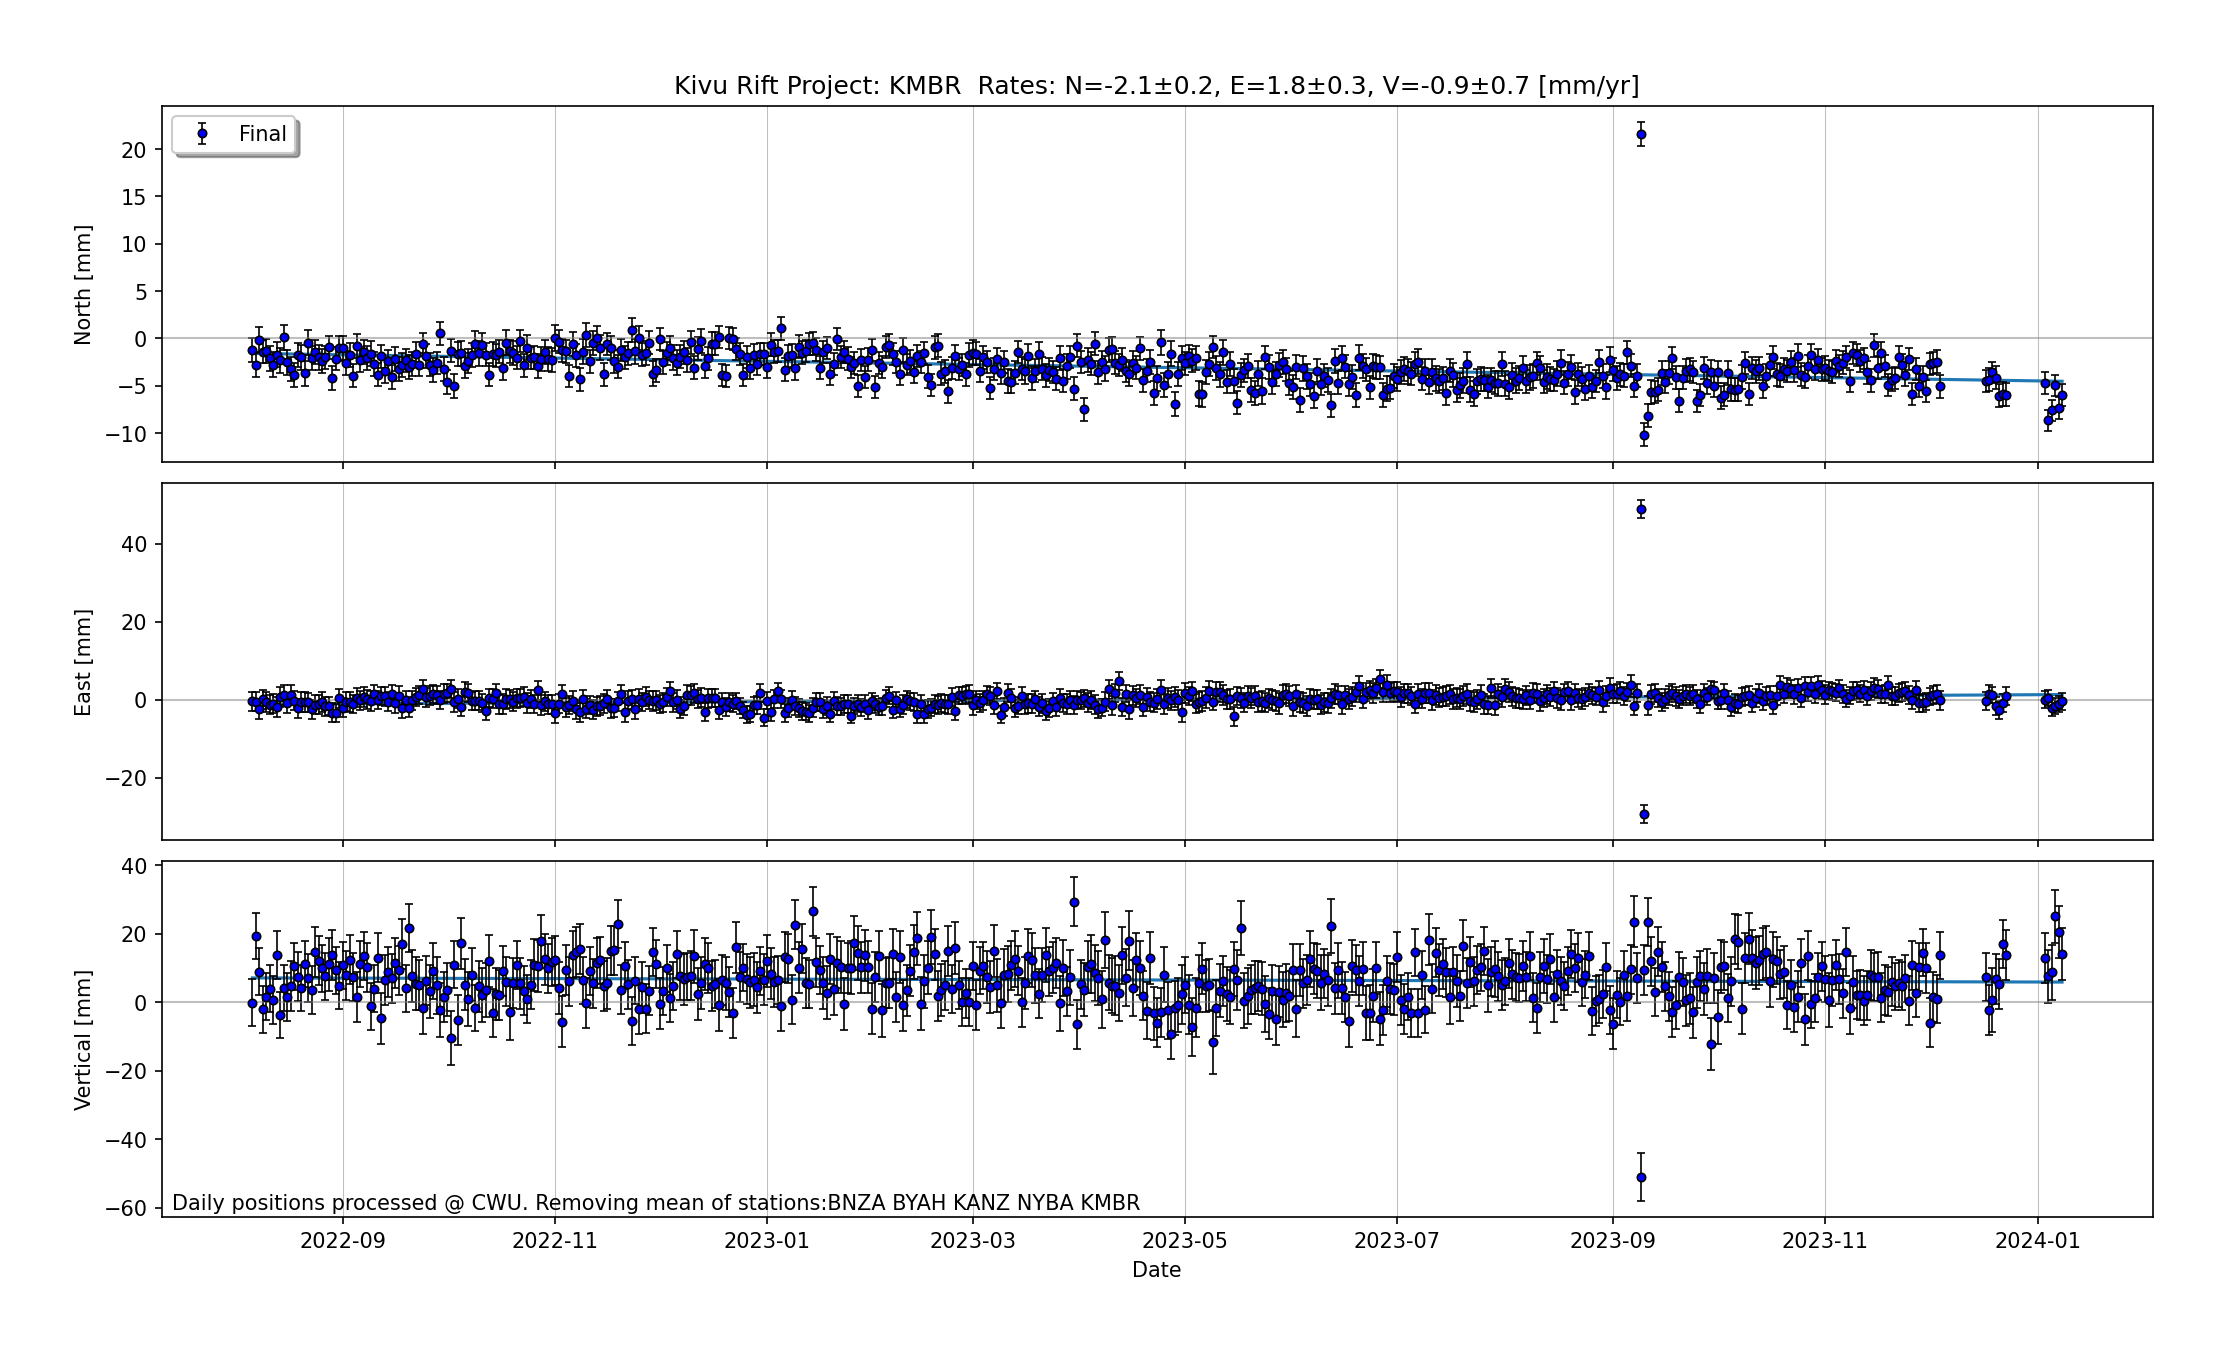 Kivu Rift Project: KMBR  Rates: N=-2.1±0.2, E=1.8±0.3, V=-0.9±0.7 [mm/yr]
Final
North [mm]
20
15
10
5
0
−5
−10
East [mm]
40
20
0
−20
Vertical [mm]
40
20
0
−20
−40
−60
Daily positions processed @ CWU. Removing mean of stations:BNZA BYAH KANZ NYBA KMBR
2022-09 2022-11 2023-01 2023-03 2023-05 2023-07 2023-09 2023-11 2024-01
Date